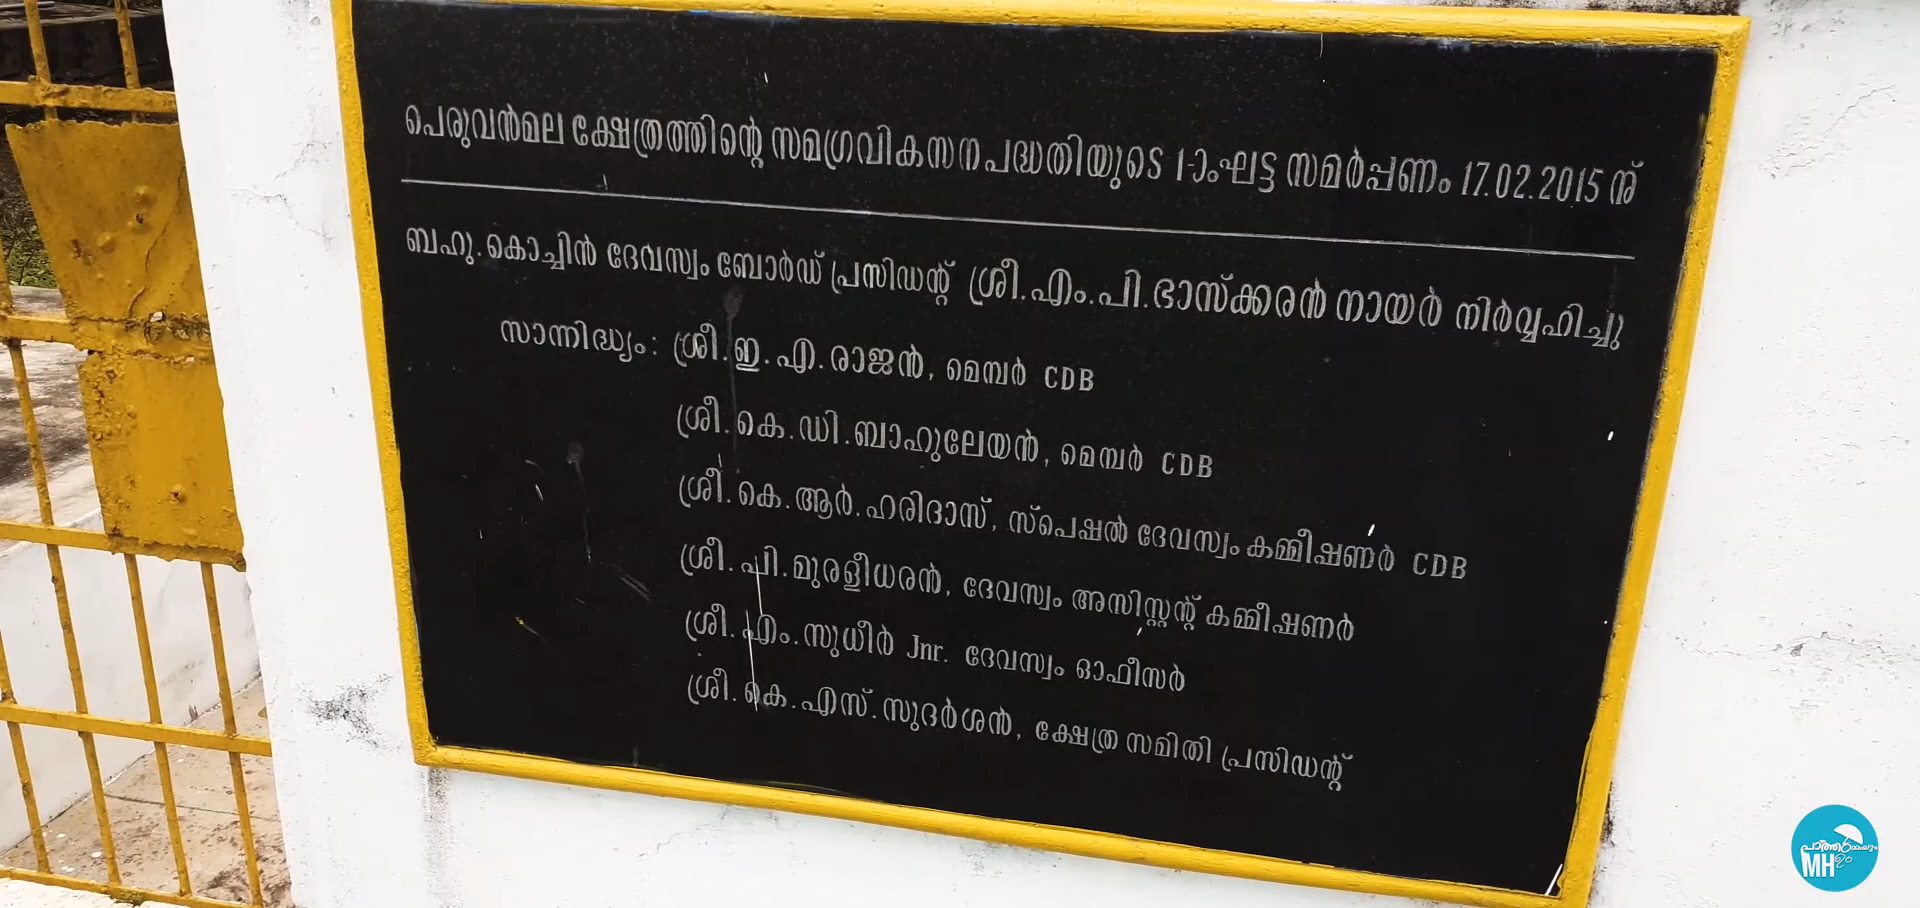 പെരുവൻമല ക്ഷേത്രത്തിന്റെ സമഗ്രവികസനപദ്ധതിയുടെ 1-ാംഘട്ട സമർപ്പണം 17.02.2015 ന്
ബഹു. കൊച്ചിൻ ദേവസ്വം ബോർഡ് പ്രസിഡന്റ് ശ്രീ.എം.പി.ഭാസ്ക്കരൻ നായർ നിർവ്വഹിച്ചു
സാന്നിദ്ധ്യം: ശ്രീ.ഇ.എ.രാജൻ, മെമ്പർ CDB
ശ്രീ.കെ.ഡി.ബാഹുലേയൻ, മെമ്പർ CDB
ശ്രീ.കെ.ആർ.ഹരിദാസ്, സ്പെഷൽ ദേവസ്വം കമ്മീഷണർ CDB
ശ്രീ.പി.മുരളീധരൻ, ദേവസ്വം അസിസ്റ്റന്റ് കമ്മീഷണർ
ശ്രീ.എം.സുധീർ Jnr. ദേവസ്വം ഓഫീസർ
ശ്രീ.കെ.എസ്.സുദർശൻ, ക്ഷേത്ര സമിതി പ്രസിഡന്റ്
MH